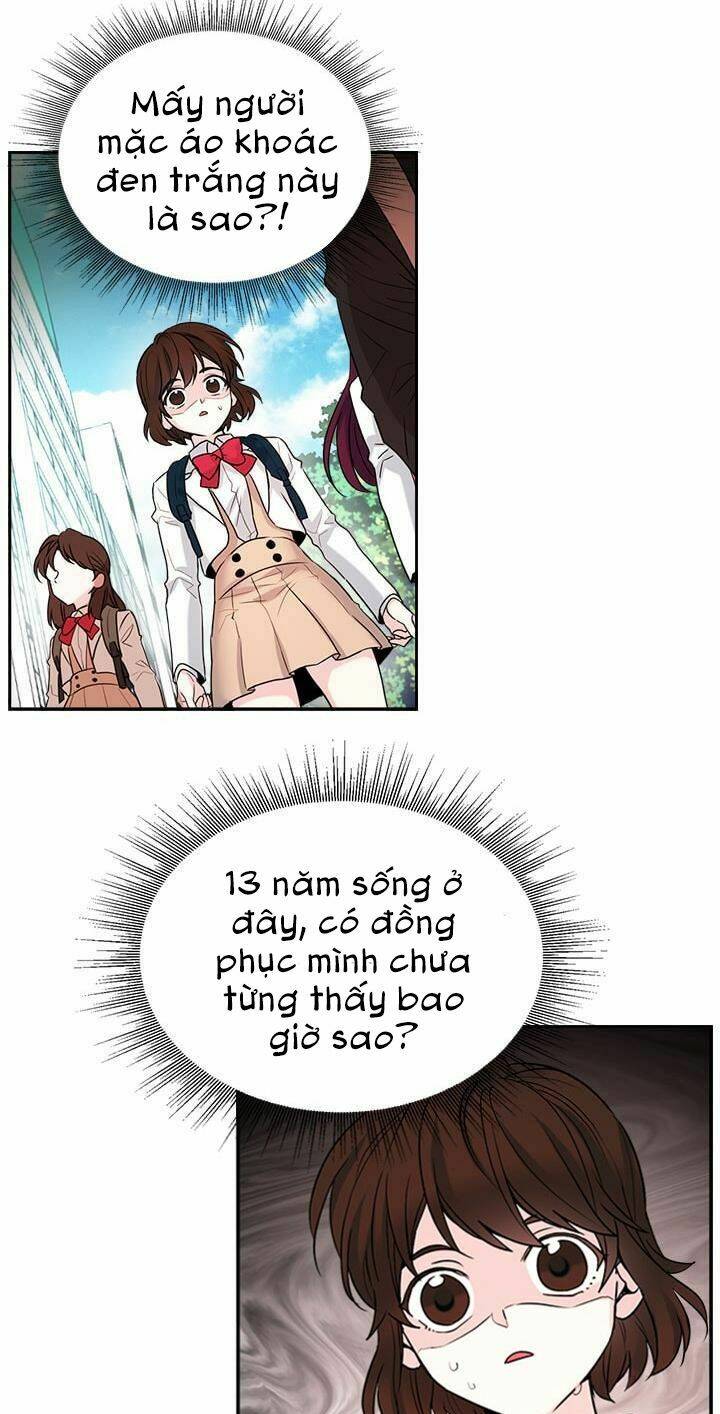 Mấy người
mặc áo khoác
đen trắng này
là sao?!
13 năm sống ở
đây, có đồng
phục mình chưa
từng thấy bao
giờ sao?